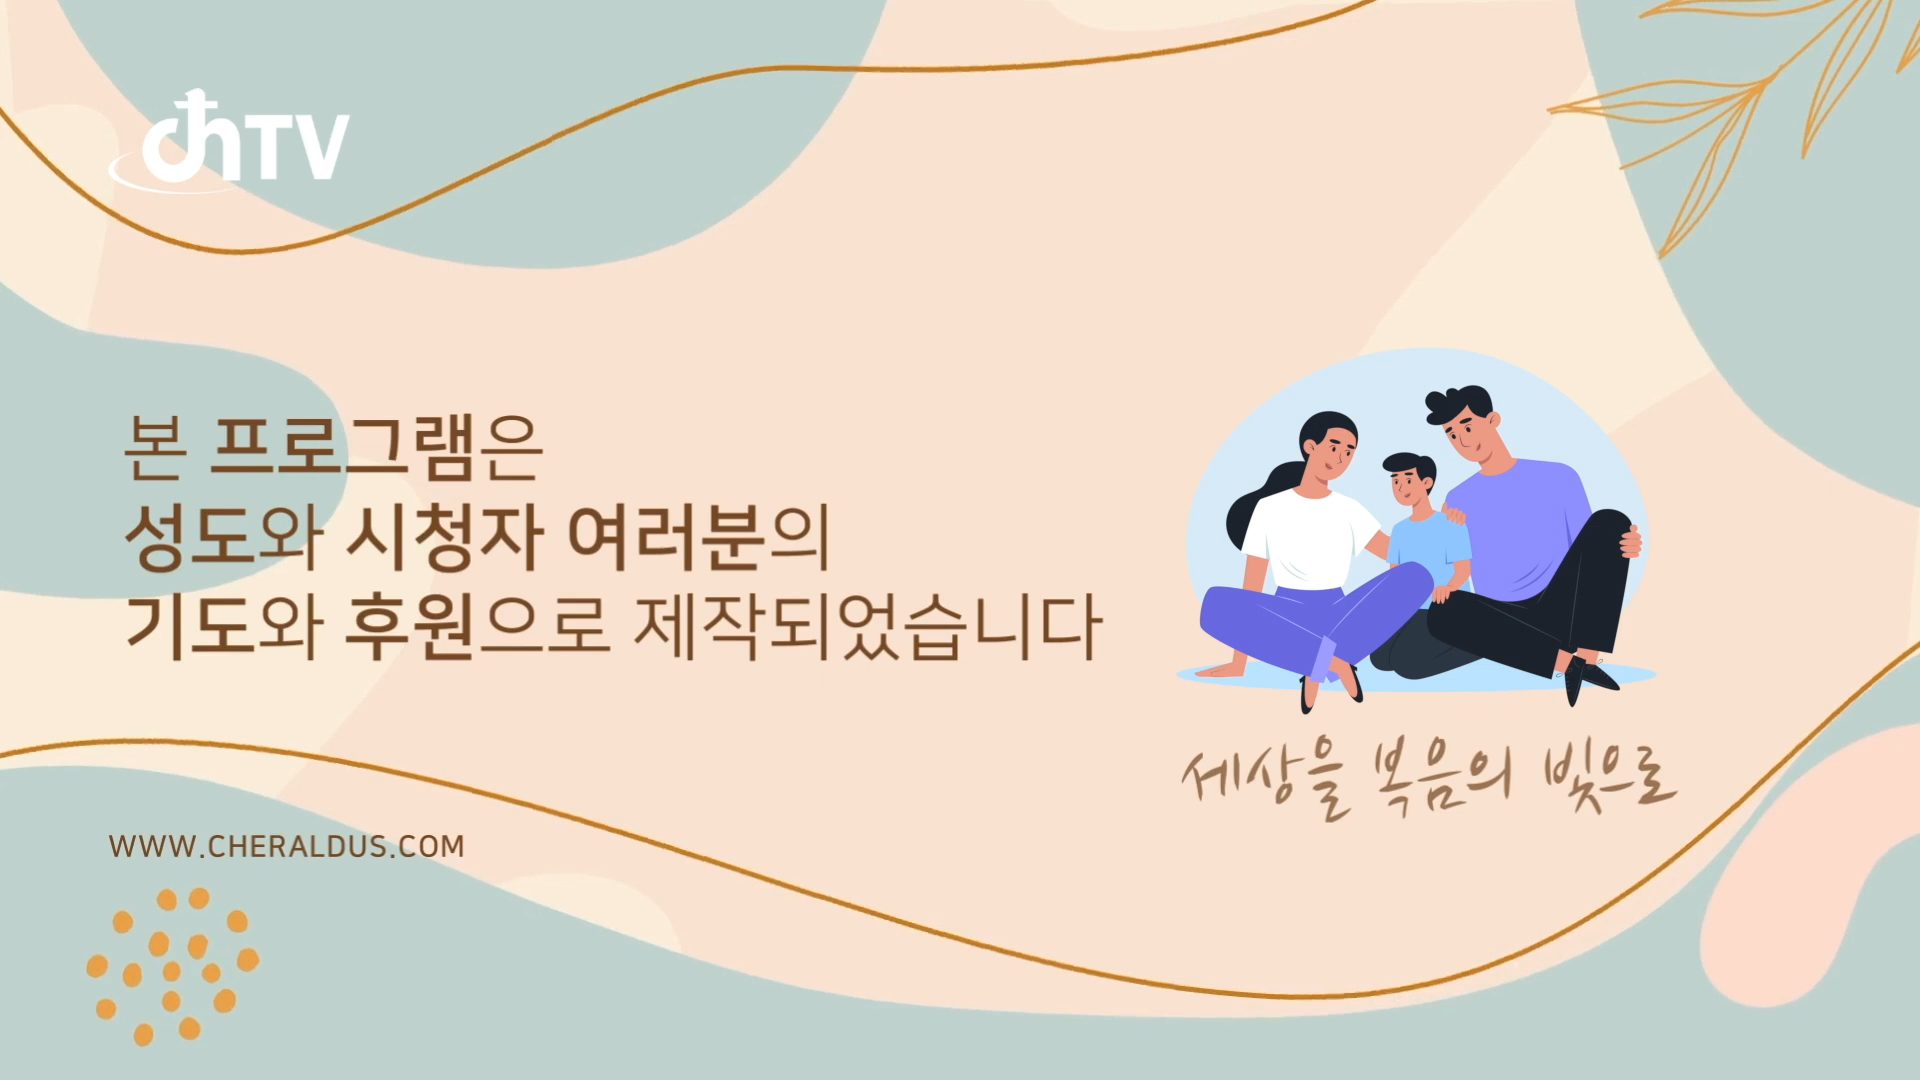 chTV
본 프로그램은
성도와 시청자 여러분의
기도와 후원으로 제작되었습니다
세상을 복음의 빛으로
WWW.CHERALDUS.COM